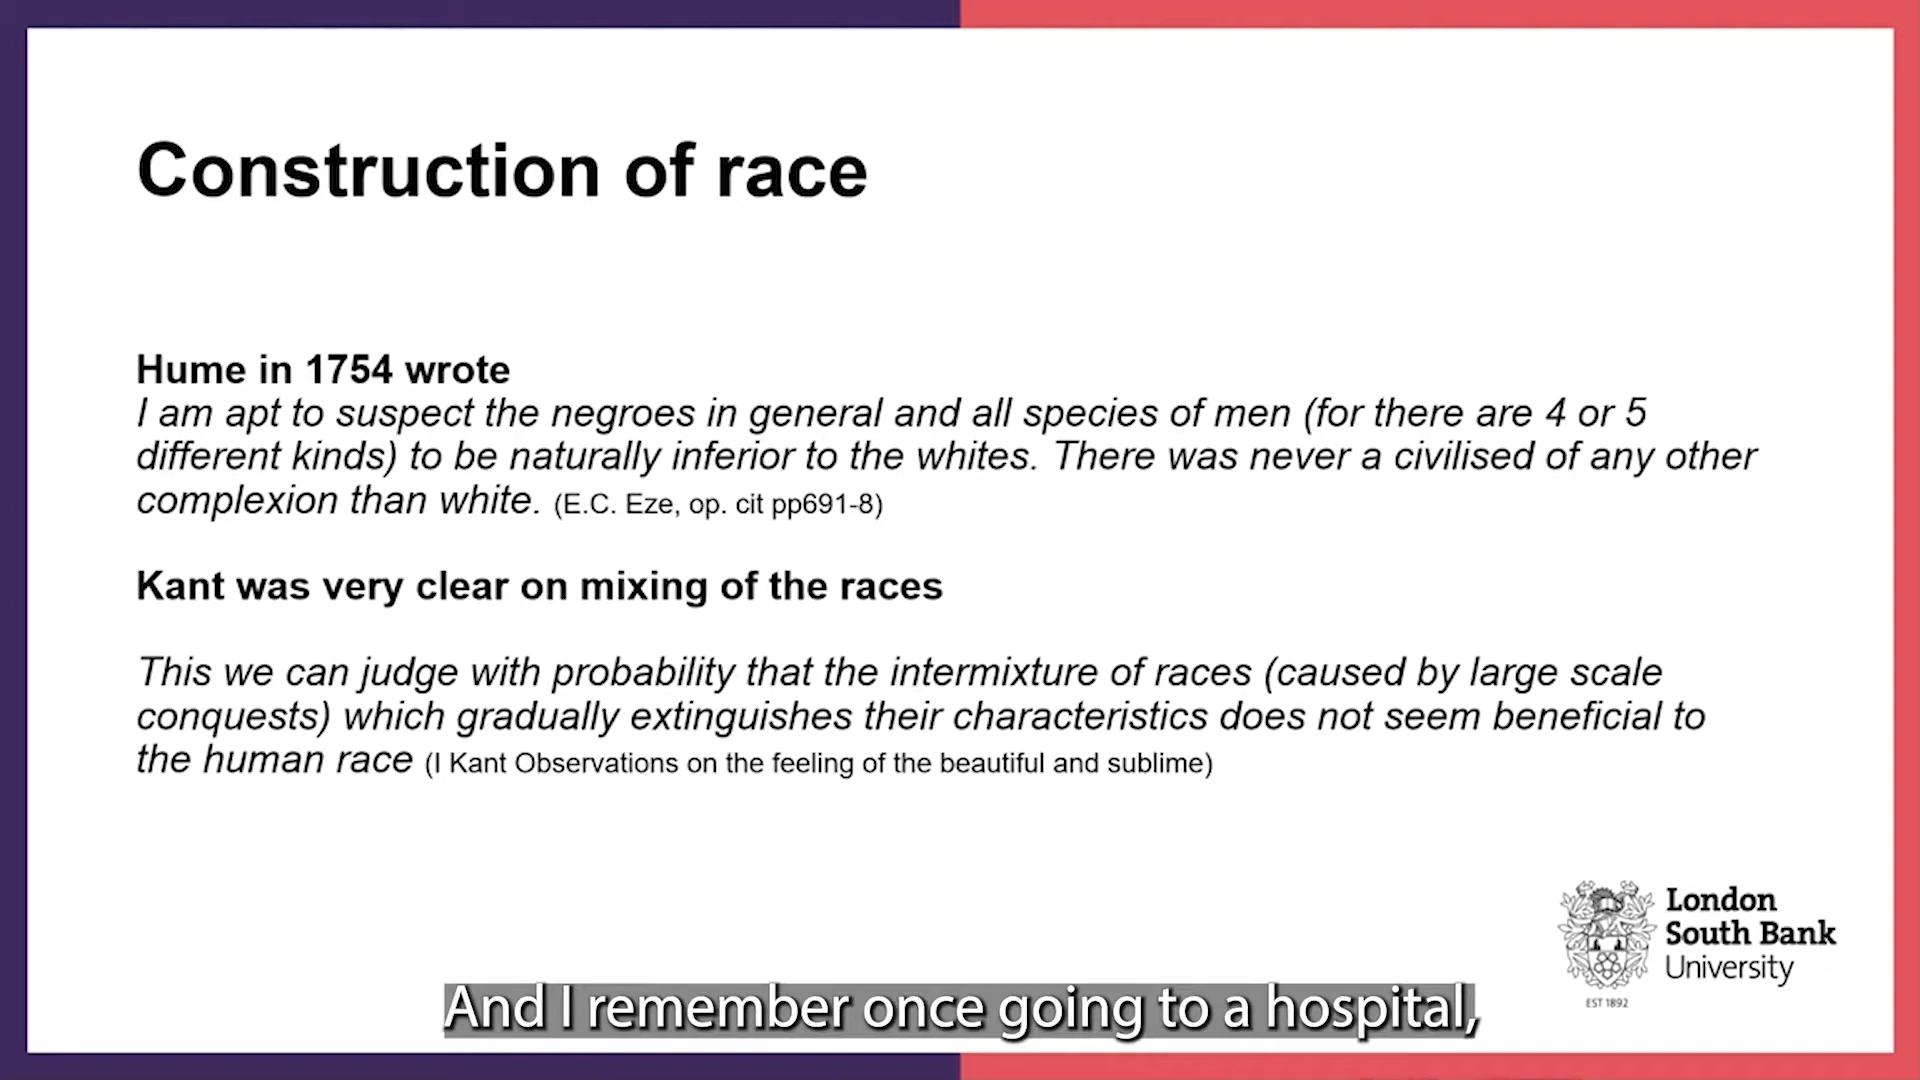 Construction of race
Hume in 1754 wrote
I am apt to suspect the negroes in general and all species of men (for there are 4 or 5
different kinds) to be naturally inferior to the whites. There was never a civilised of any other
complexion than white. (E.C. Eze, op. cit pp691-8)
Kant was very clear on mixing of the races
This we can judge with probability that the intermixture of races (caused by large scale
conquests) which gradually extinguishes their characteristics does not seem beneficial to
the human race (I Kant Observations on the feeling of the beautiful and sublime)
London
South Bank
University
EST 1892
And I remember once going to a hospital,